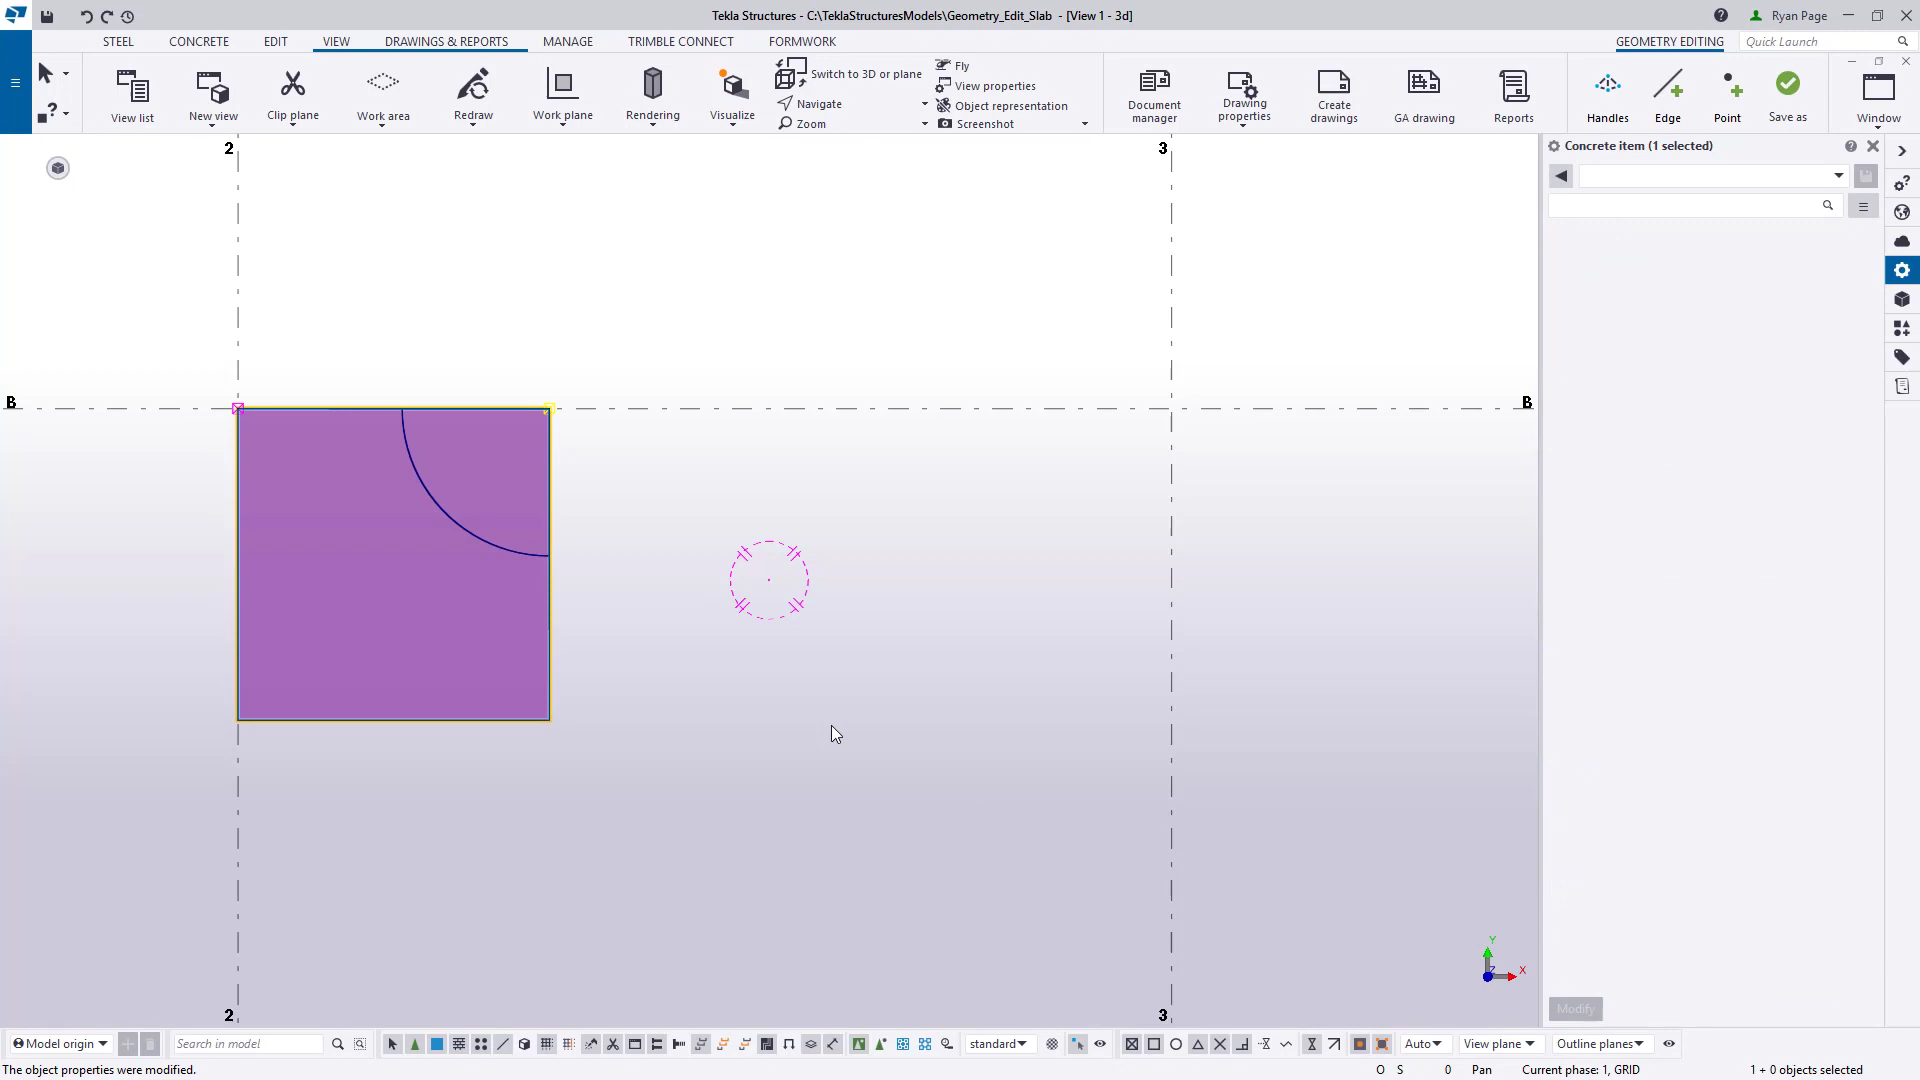 Tekla Structures - C:\TeklaStructuresModels\Geometry_Edit_Slab - [View 1 - 3d]
Ryan Page
STEEL CONCRETE EDIT VIEW DRAWINGS & REPORTS MANAGE TRIMBLE CONNECT FORMWORK GEOMETRY EDITING Quick Launch
View list
New view
Clip plane
Work area
Redraw
Work plane
Rendering
Visualize
Switch to 3D or plane
Navigate
Zoom
Fly
View properties
Object representation
Screenshot
Document manager
Drawing properties
Create drawings
GA drawing
Reports
Handles
Edge
Point
Save as
Window
Concrete item (1 selected)
2 3
B B
Y
Z X
2 3
Modify
Model origin Search in model standard Auto View plane Outline planes
The object properties were modified. O S 0 Pan Current phase: 1, GRID 1 + 0 objects selected